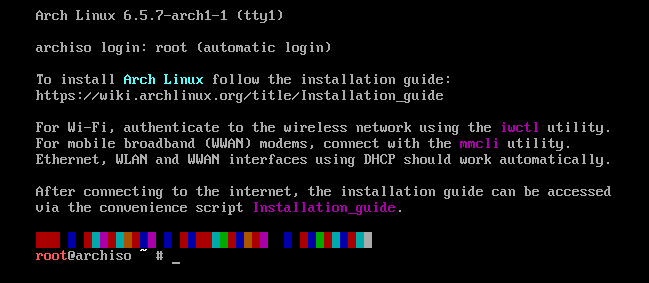 Arch Linux 6.5.7-arch1-1 (tty1)
archiso login: root (automatic login)
To install Arch Linux follow the installation guide:
https://wiki.archlinux.org/title/Installation_guide
For Wi-Fi, authenticate to the wireless network using the iwctl utility.
For mobile broadband (WWAN) modems, connect with the mmcli utility.
Ethernet, WLAN and WWAN interfaces using DHCP should work automatically.
After connecting to the internet, the installation guide can be accessed
via the convenience script Installation_guide.
root@archiso ~ # _